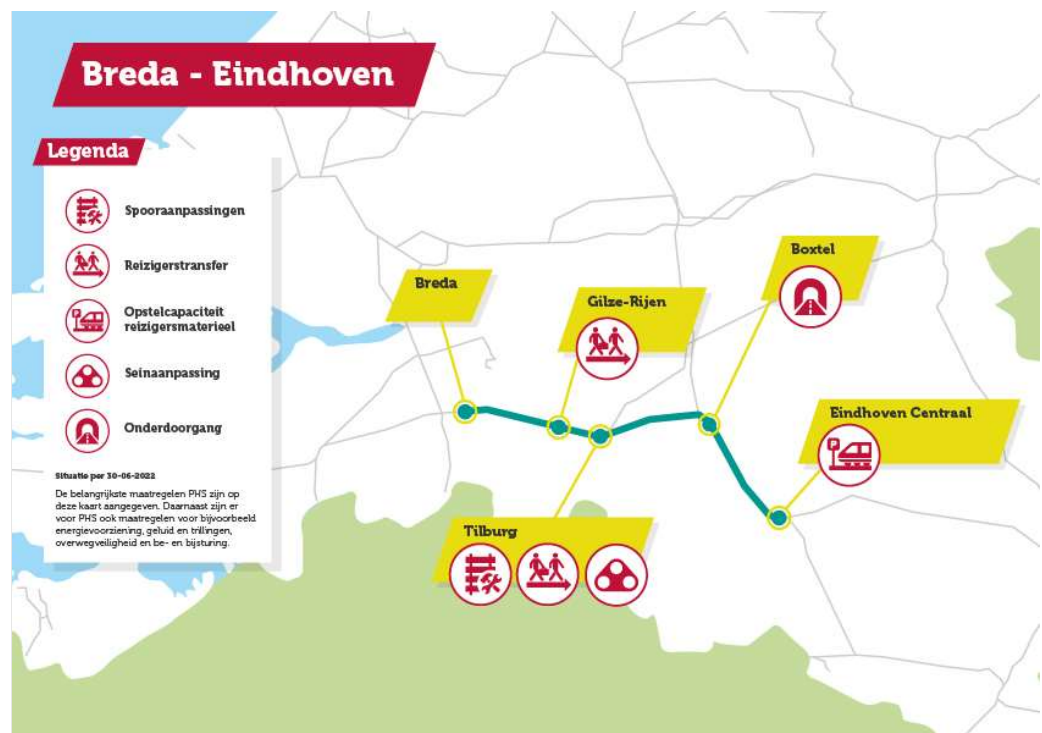 Breda - Eindhoven
Legenda
Spooraanpassingen
Reizigerstransfer
Opstelcapaciteit
reizigersmaterieel
Seinaanpassing
Onderdoorgang
Situatie per 30-06-2022
De belangrijkste maatregelen PHS zijn op
deze kaart aangegeven. Daarnaast zijn er
voor PHS ook maatregelen voor bijvoorbeeld
energievoorziening, geluid en trillingen,
overwegveiligheid en be- en bijsturing.
Breda
Gilze-Rijen
Boxtel
Eindhoven Centraal
P
Tilburg